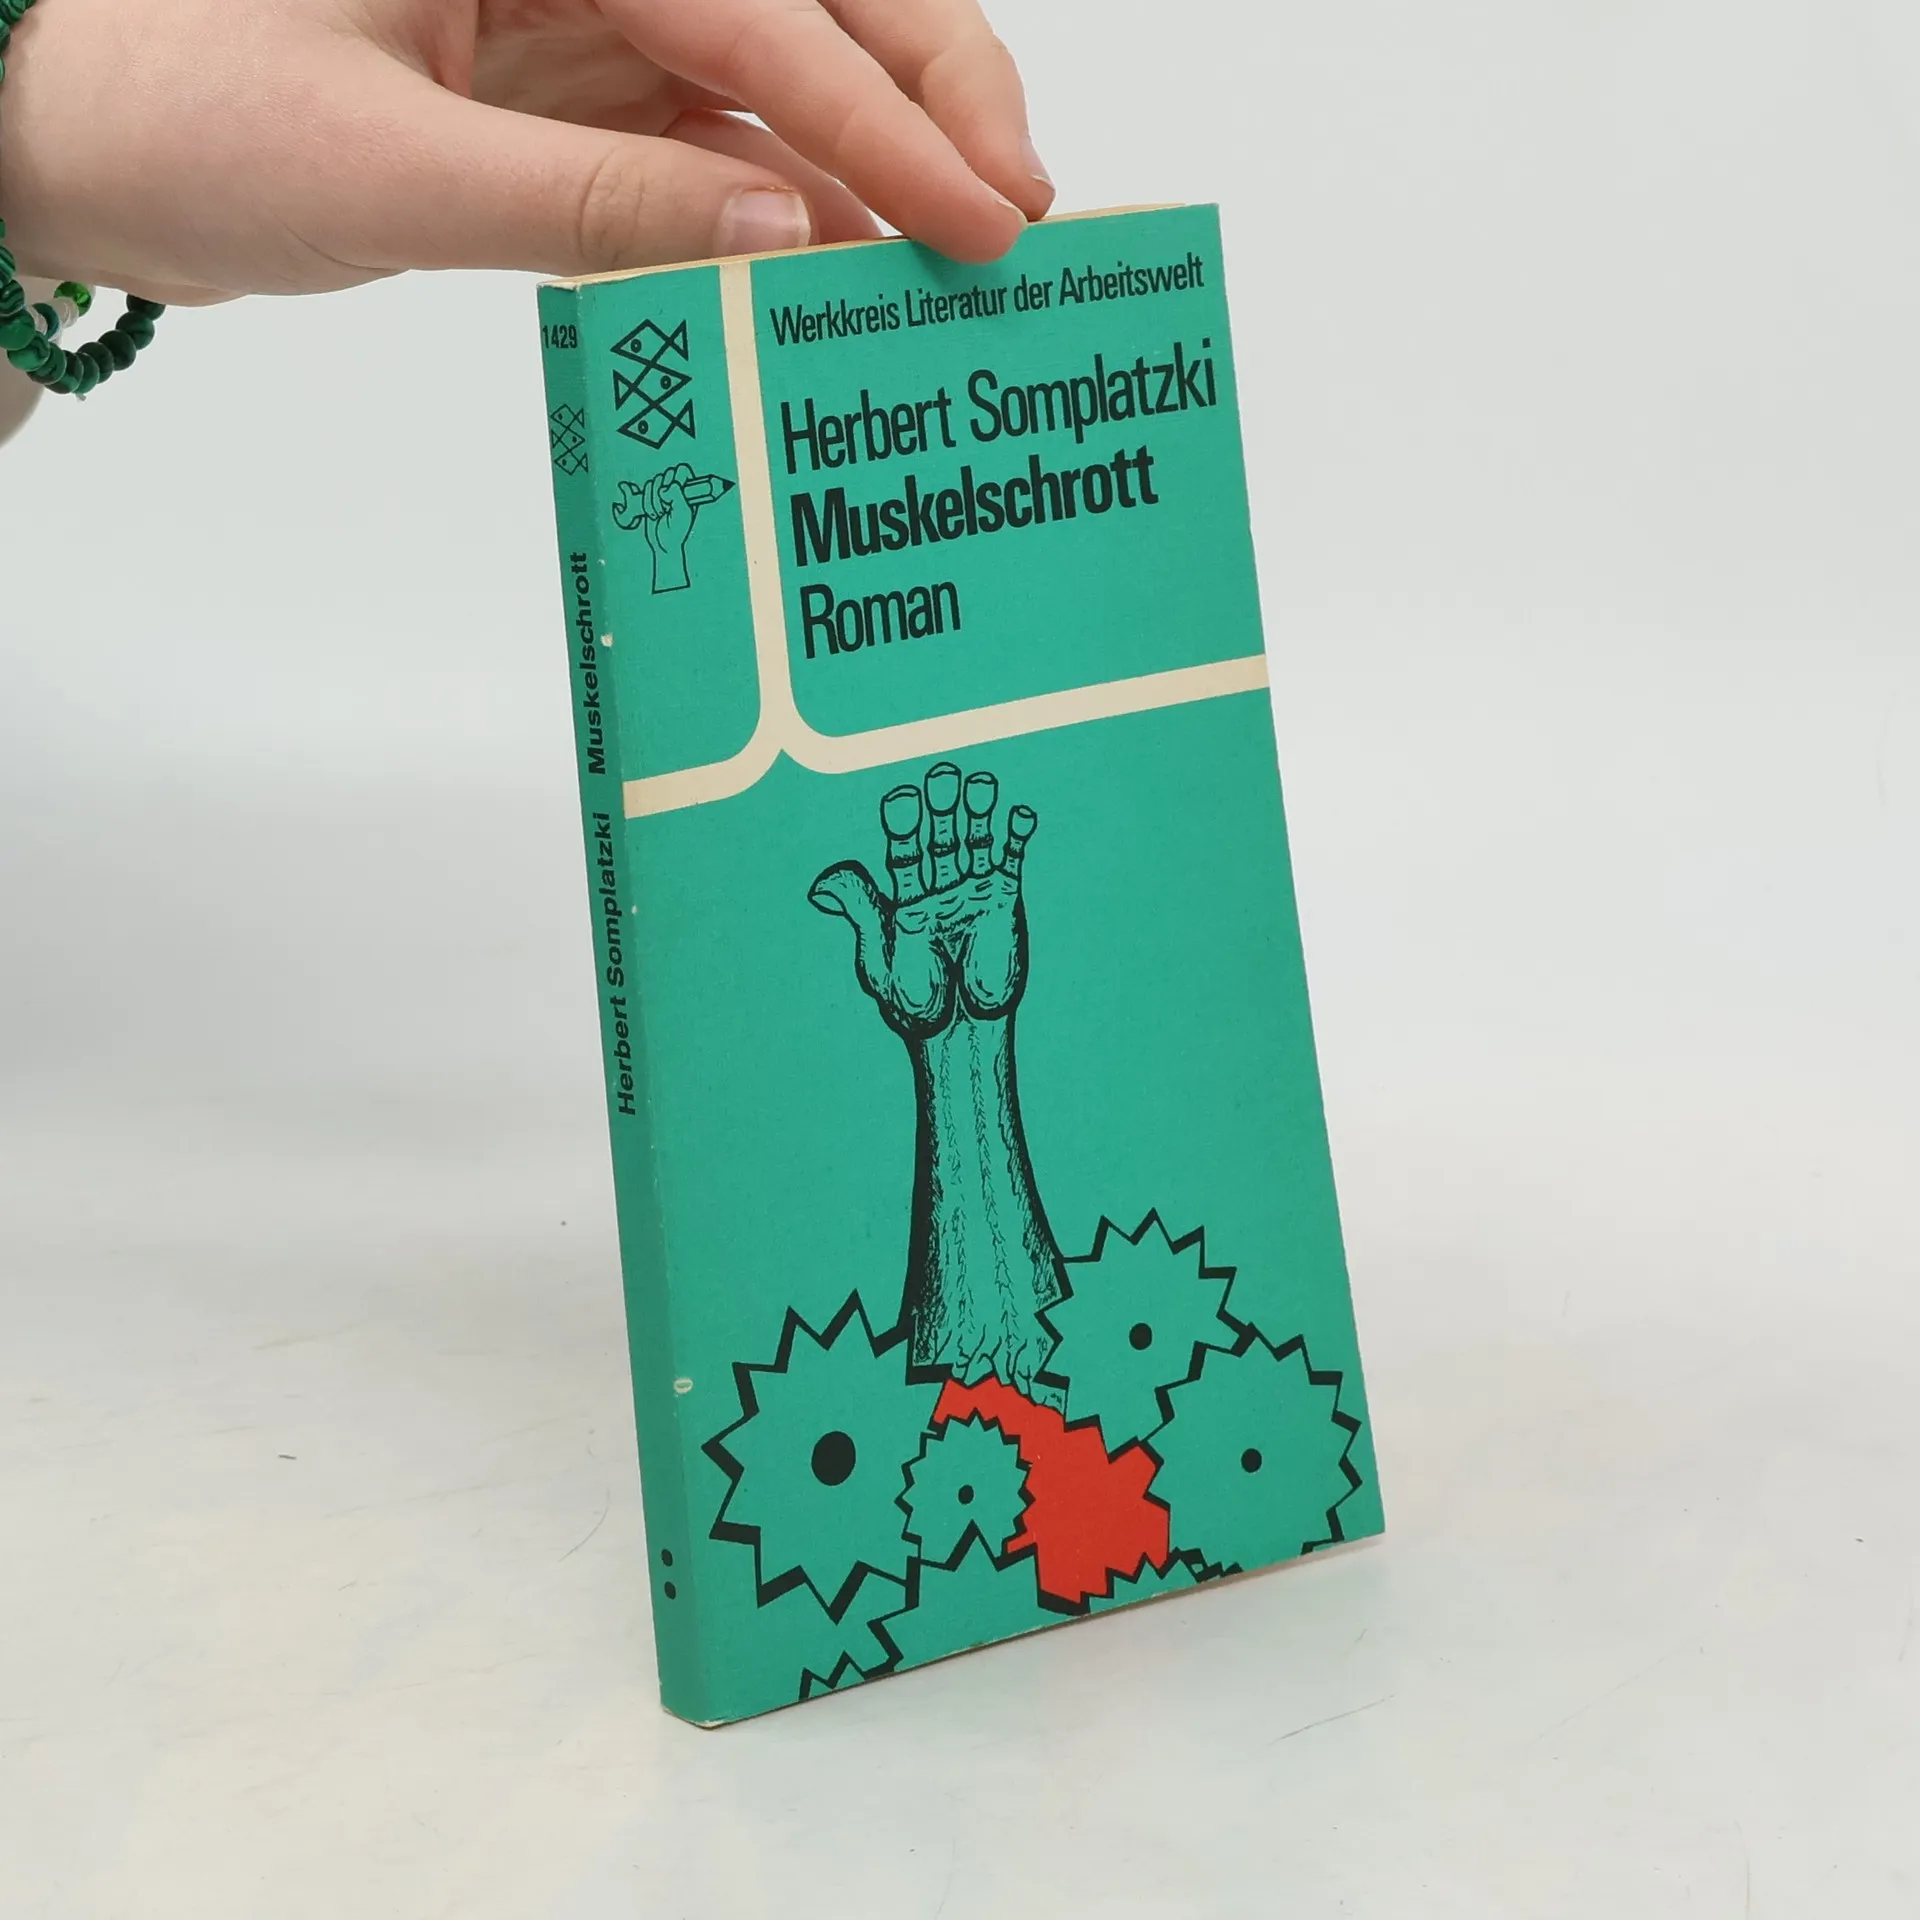 Werkkreis Literatur der Arbeitswelt
Herbert Somplatzki
Muskelschrott
Roman
1429
Herbert Somplatzki Muskelschrott